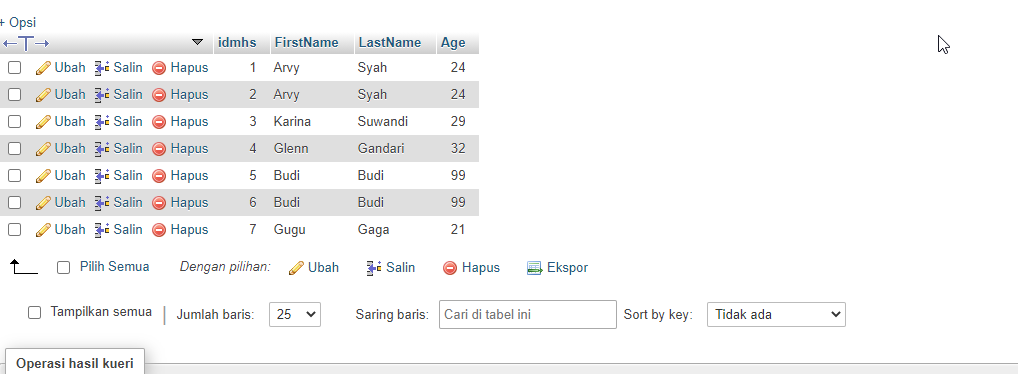 + Opsi
idmhs FirstName LastName Age
Ubah Salin Hapus 1 Arvy Syah 24
Ubah Salin Hapus 2 Arvy Syah 24
Ubah Salin Hapus 3 Karina Suwandi 29
Ubah Salin Hapus 4 Glenn Gandari 32
Ubah Salin Hapus 5 Budi Budi 99
Ubah Salin Hapus 6 Budi Budi 99
Ubah Salin Hapus 7 Gugu Gaga 21
Pilih Semua Dengan pilihan: Ubah Salin Hapus Ekspor
Tampilkan semua | Jumlah baris: 25 Saring baris: Cari di tabel ini Sort by key: Tidak ada
Operasi hasil kueri